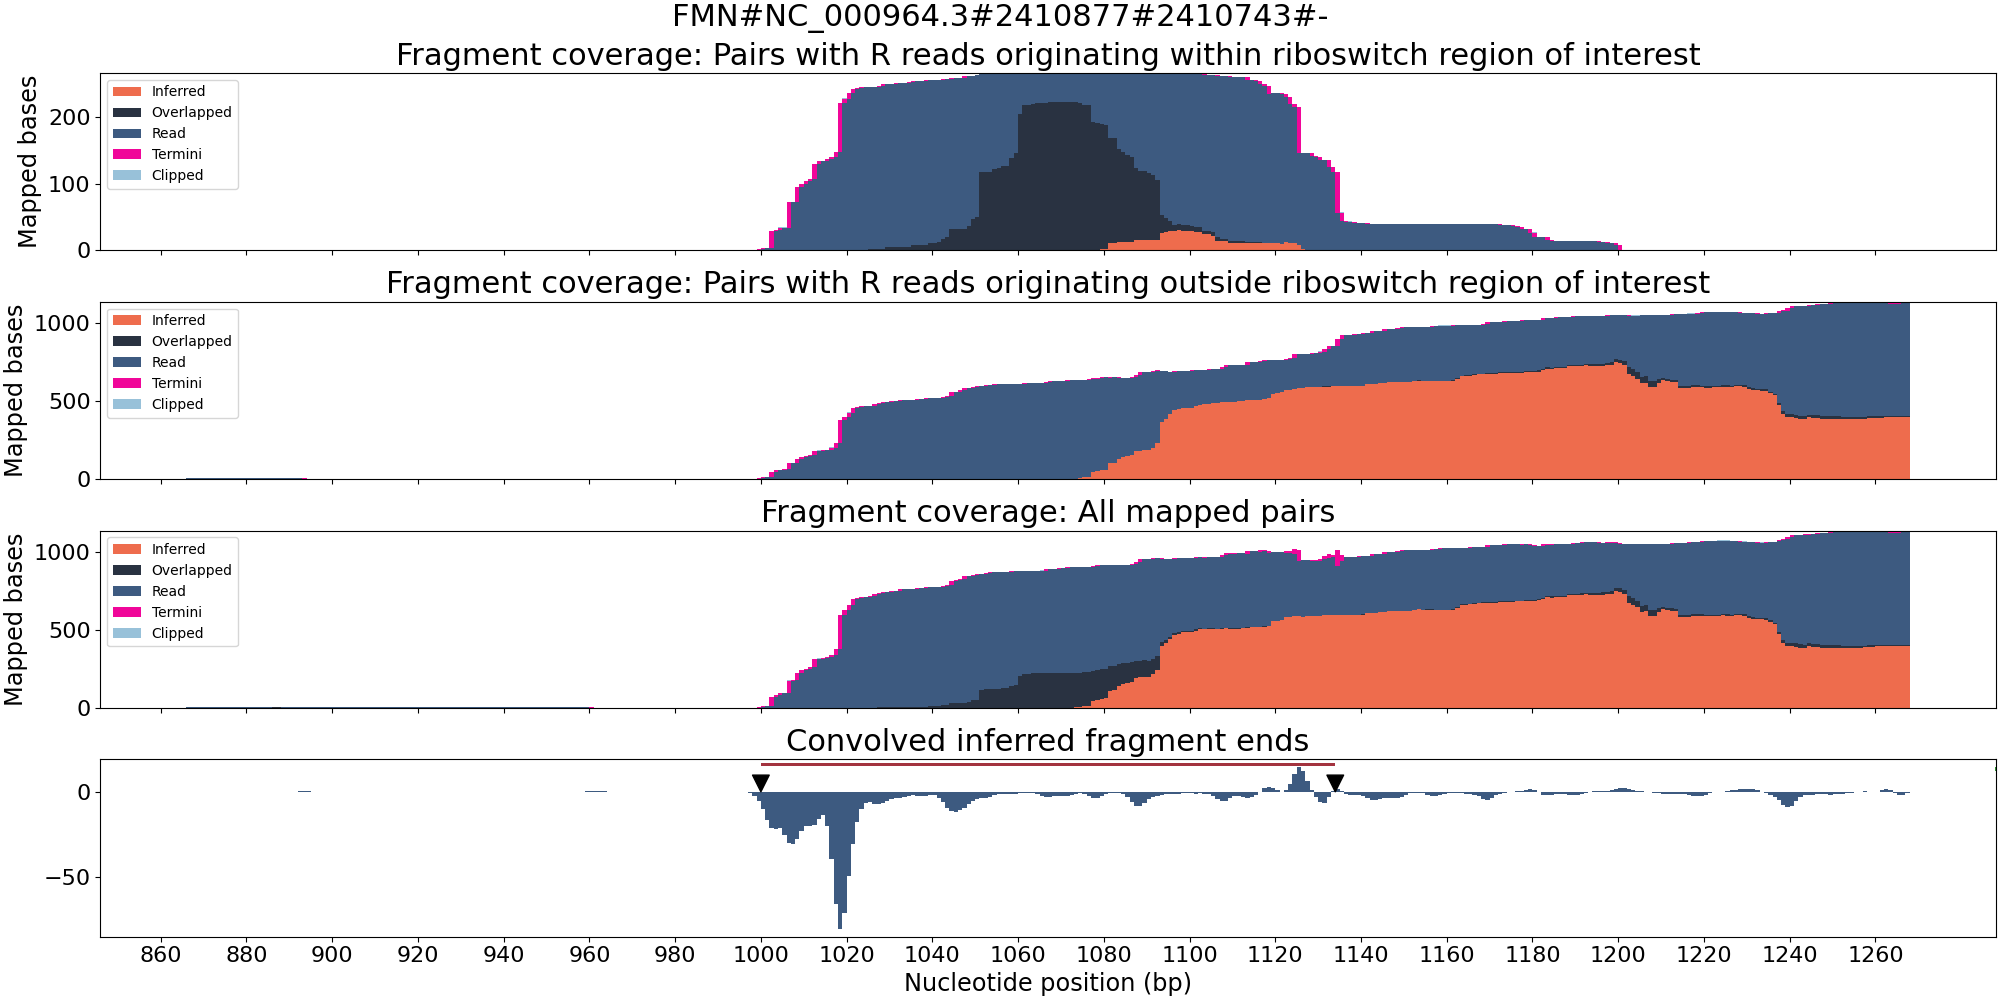 FMN#NC_000964.3#2410877#2410743#-
Fragment coverage: Pairs with R reads originating within riboswitch region of interest
Mapped bases
200
100
0
Inferred
Overlapped
Read
Termini
Clipped
Fragment coverage: Pairs with R reads originating outside riboswitch region of interest
Mapped bases
1000
500
0
Inferred
Overlapped
Read
Termini
Clipped
Fragment coverage: All mapped pairs
Mapped bases
1000
500
0
Inferred
Overlapped
Read
Termini
Clipped
Convolved inferred fragment ends
0
−50
860 880 900 920 940 960 980 1000 1020 1040 1060 1080 1100 1120 1140 1160 1180 1200 1220 1240 1260
Nucleotide position (bp)